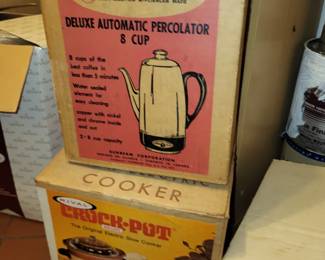 DELUXE AUTOMATIC PERCOLATOR
8 CUP
8 cups of the
best coffee in
less than 5 minutes
Water sealed
element for
easy cleaning
copper with nickel
and chrome inside
and out
2-8 cup capacity
SUNBEAM CORPORATION
ELECTRIC
COOKER
RIVAL
CROCK-POT
The Original Electric Slow Cooker